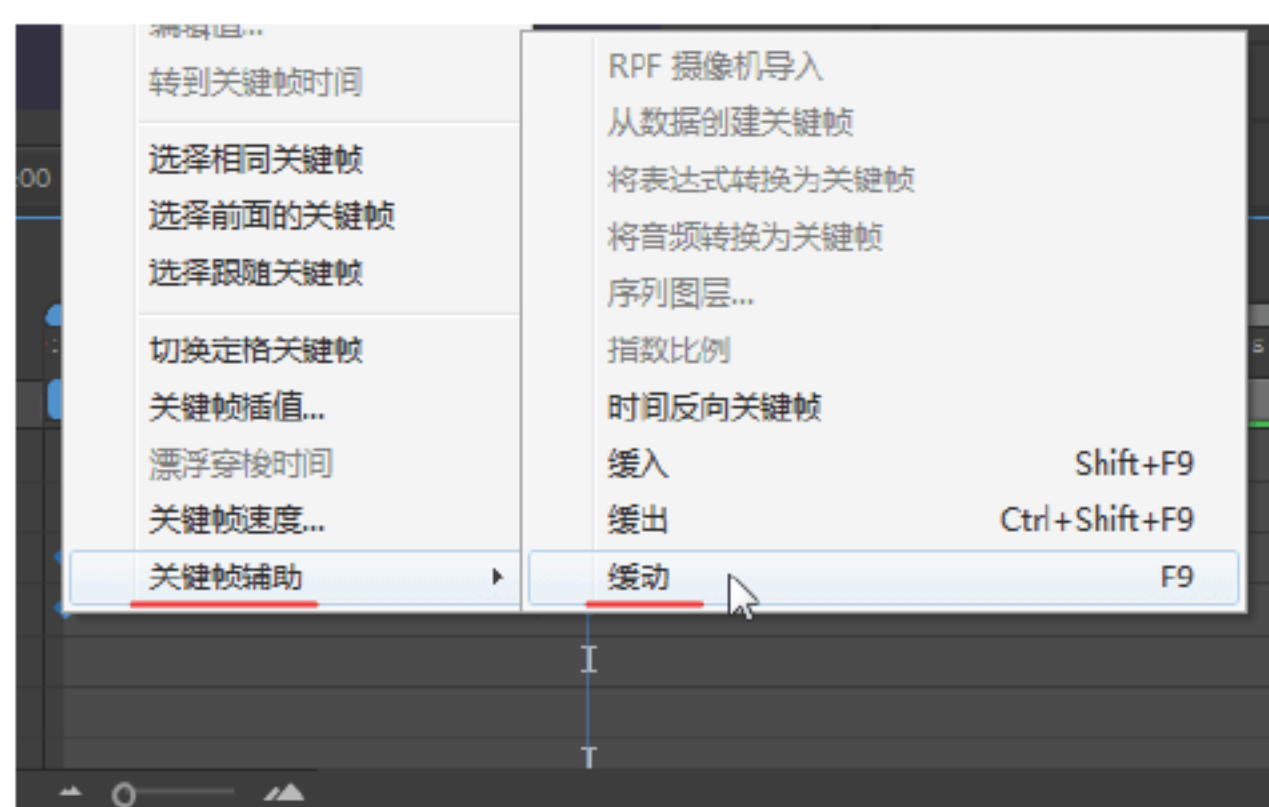 编辑值...
转到关键帧时间
选择相同关键帧
选择前面的关键帧
选择跟随关键帧
切换定格关键帧
关键帧插值...
漂浮穿梭时间
关键帧速度...
关键帧辅助
RPF 摄像机导入
从数据创建关键帧
将表达式转换为关键帧
将音频转换为关键帧
序列图层...
指数比例
时间反向关键帧
缓入 Shift+F9
缓出 Ctrl+Shift+F9
缓动 F9
:00